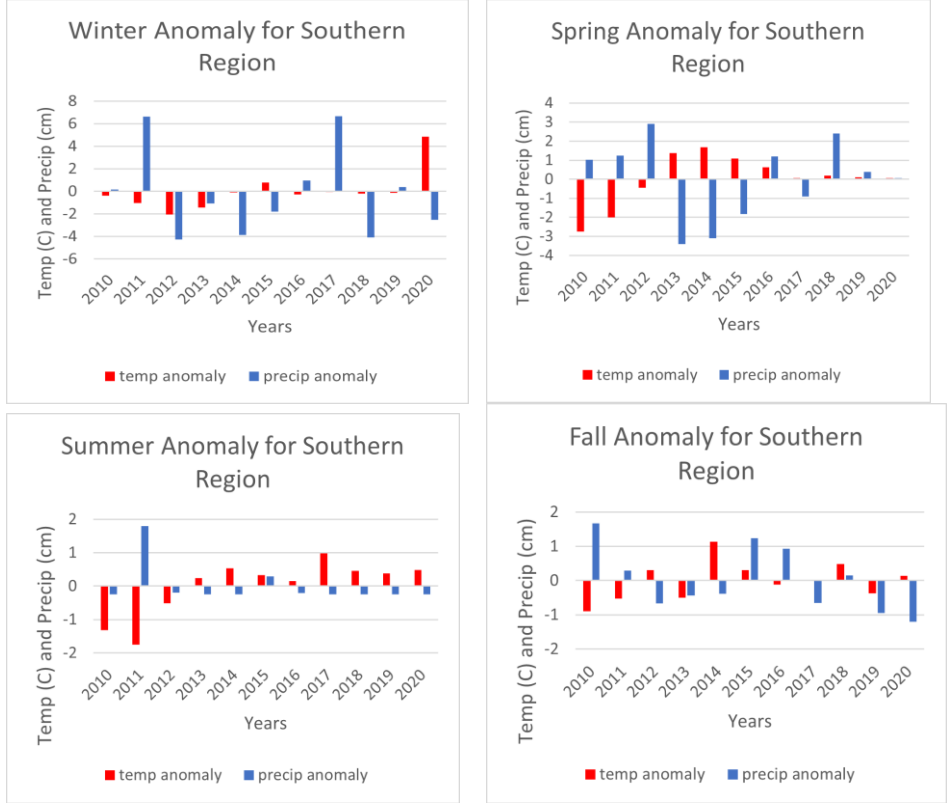 Winter Anomaly for Southern
Region
Temp (C) and Precip (cm)
8
6
4
2
0
-2
-4
-6
2010 2011 2012 2013 2014 2015 2016 2017 2018 2019 2020
Years
temp anomaly precip anomaly
Spring Anomaly for Southern
Region
Temp (C) and Precip (cm)
4
3
2
1
0
-1
-2
-3
-4
2010 2011 2012 2013 2014 2015 2016 2017 2018 2019 2020
Years
temp anomaly precip anomaly
Summer Anomaly for Southern
Region
Temp (C) and Precip (cm)
2
1
0
-1
-2
2010 2011 2012 2013 2014 2015 2016 2017 2018 2019 2020
Years
temp anomaly precip anomaly
Fall Anomaly for Southern
Region
Temp (C) and Precip (cm)
2
1
0
-1
-2
2010 2011 2012 2013 2014 2015 2016 2017 2018 2019 2020
Years
temp anomaly precip anomaly